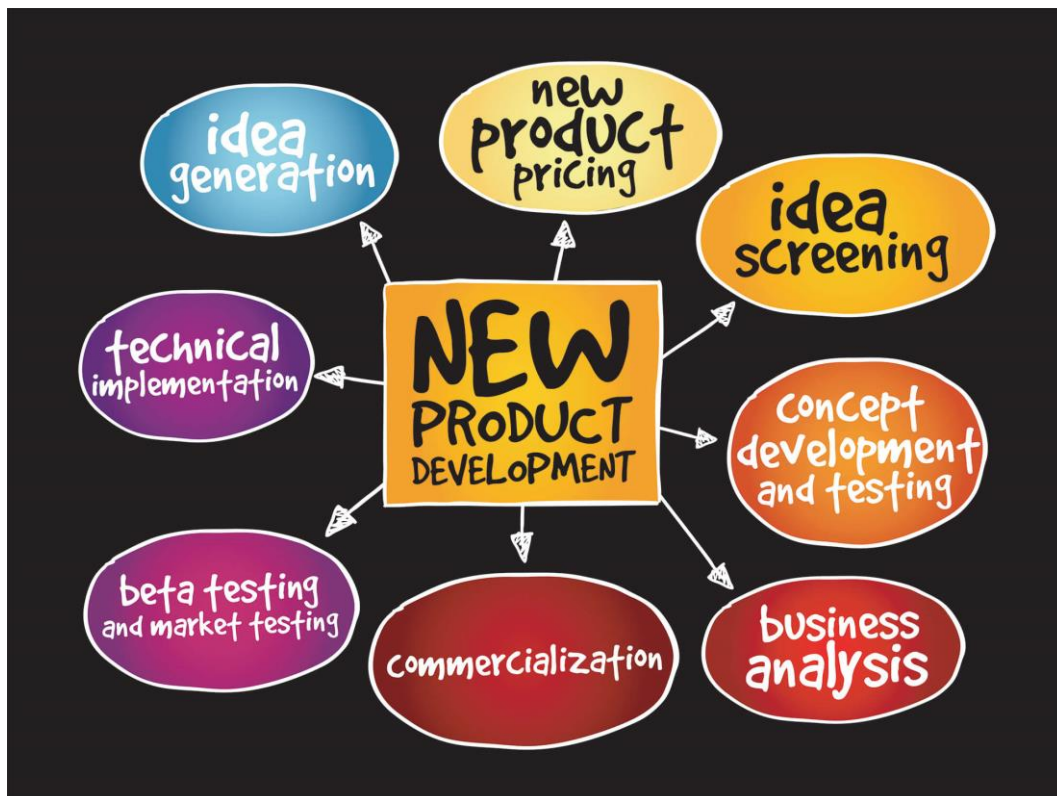 idea
generation
new
product
pricing
idea
screening
technical
implementation
NEW
PRODUCT
DEVELOPMENT
concept
development
and testing
beta testing
and market testing
commercialization
business
analysis